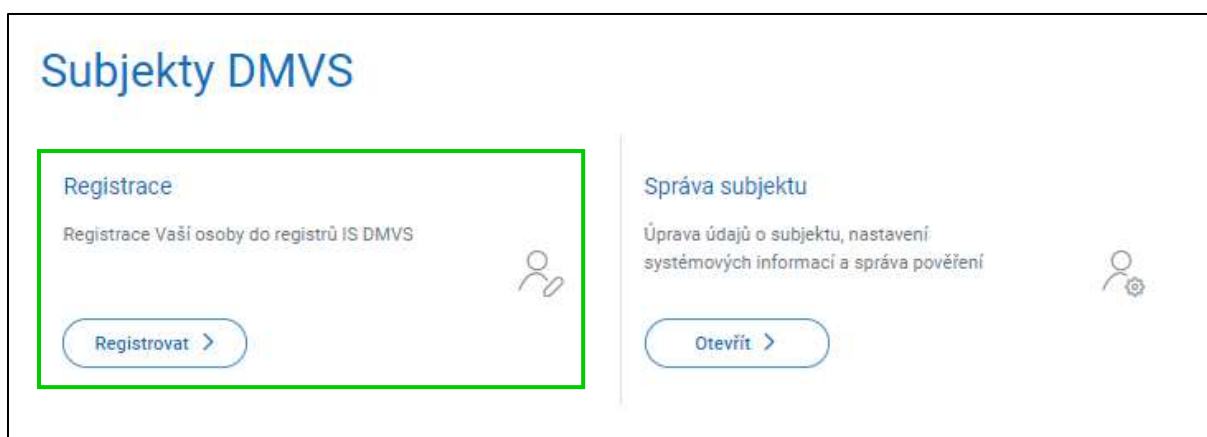 Subjekty DMVS
Registrace
Registrace Vaší osoby do registrů IS DMVS
Registrovat
Správa subjektu
Úprava údajů o subjektu, nastavení
systémových informací a správa pověření
Otevřít